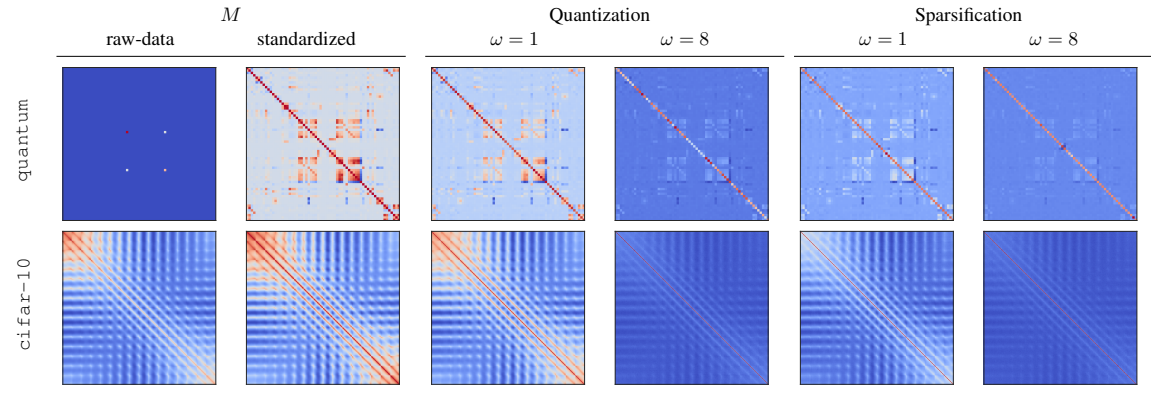 M Quantization Sparsification
raw-data standardized ω = 1 ω = 8 ω = 1 ω = 8
quantum
cifar-10